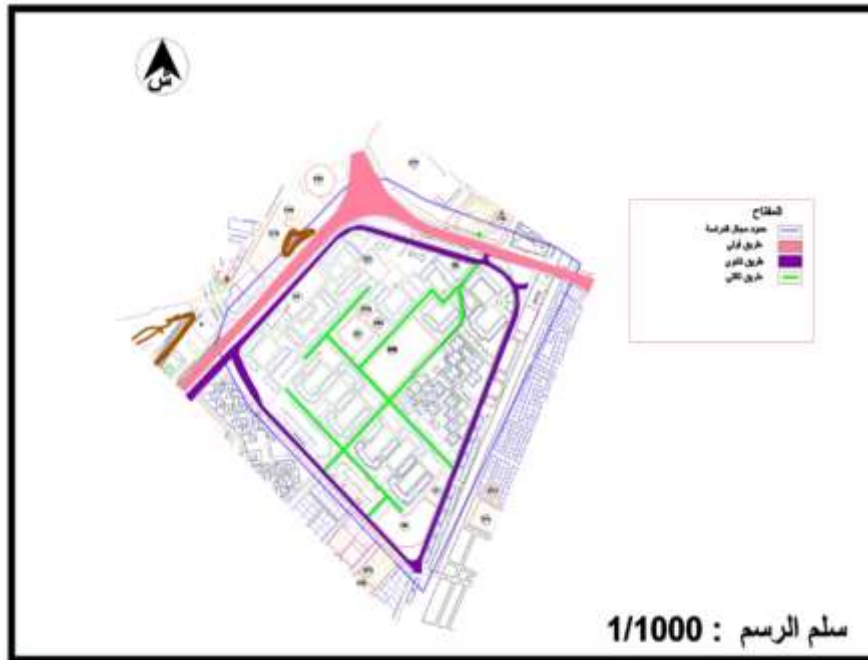 ش
المفتاح
حدود مجال الدراسة
طريق أولي
طريق ثانوي
طريق ثالثي
سلم الرسم : 1/1000